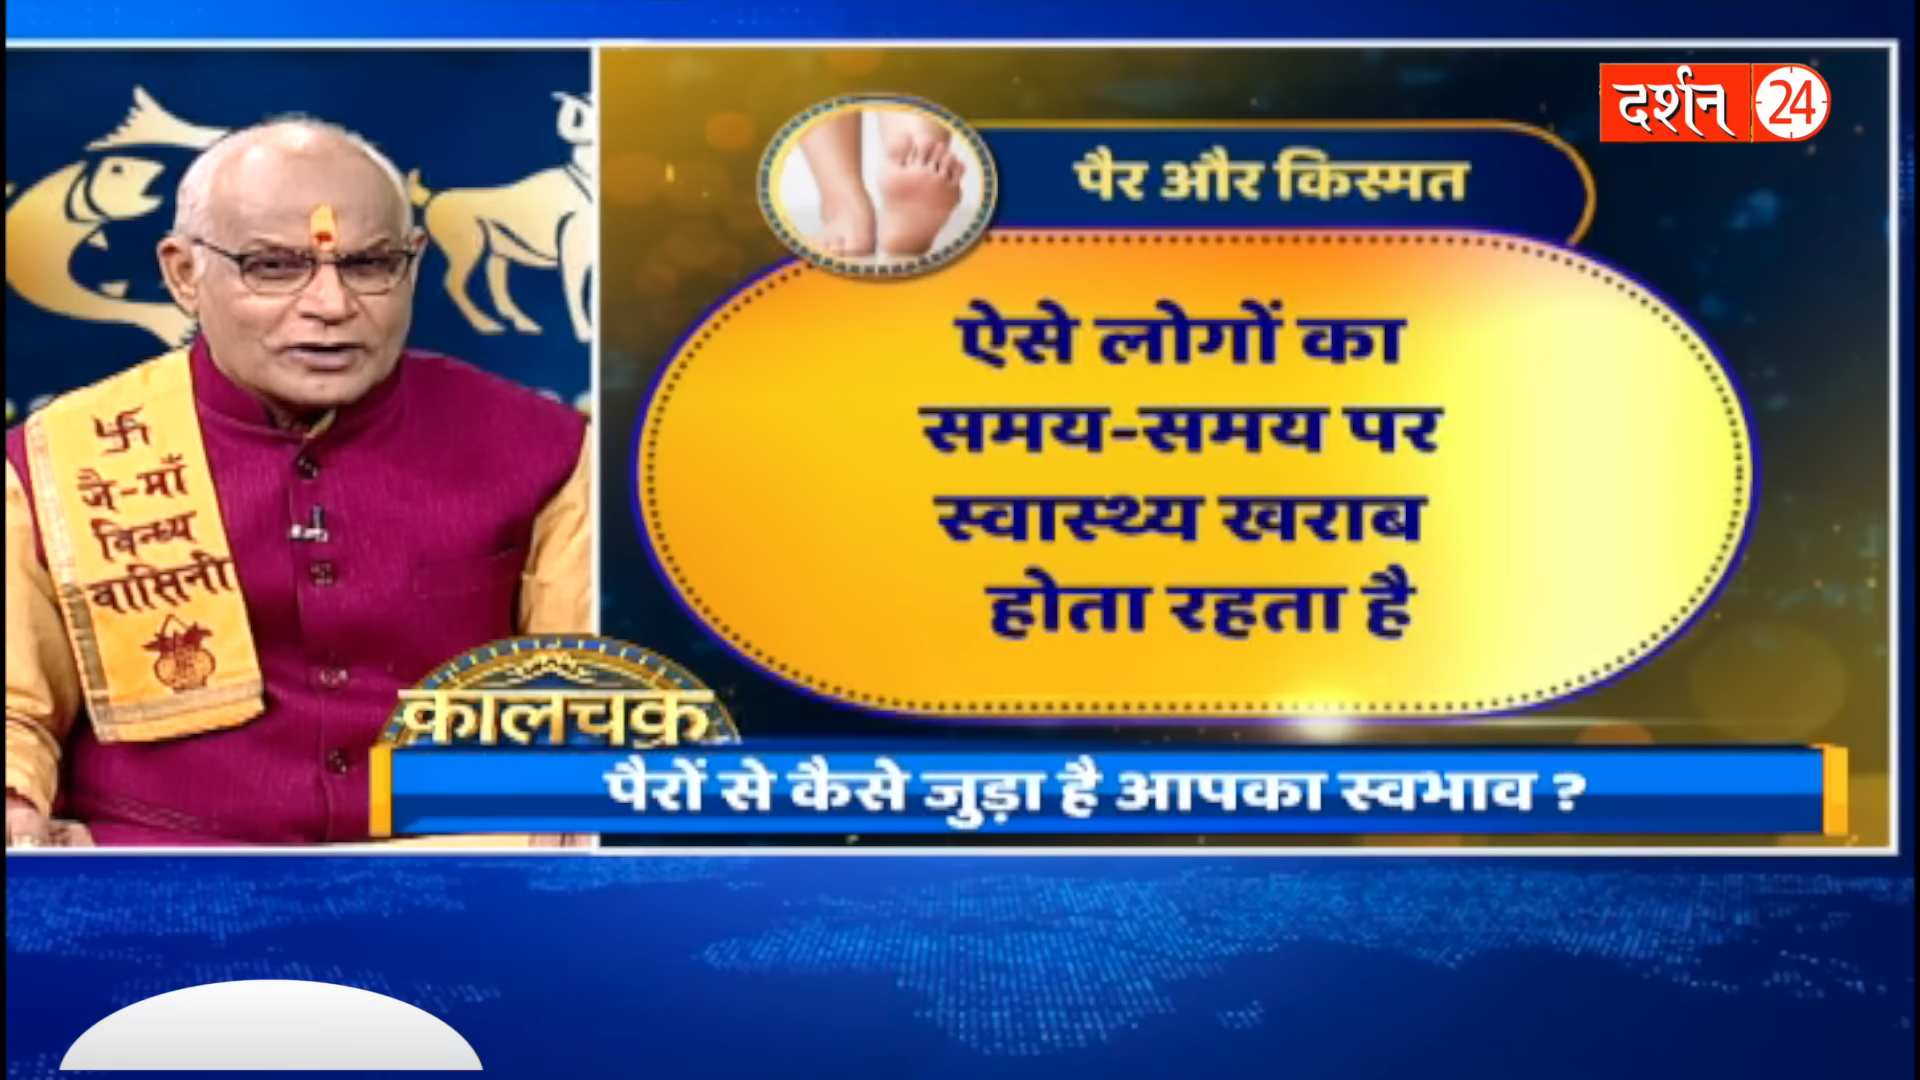 दर्शन 24
पैर और किस्मत
ऐसे लोगों का
समय-समय पर
स्वास्थ्य खराब
होता रहता है
जै-माँ
विन्ध्य
वासिनी
कालचक्र
पैरों से कैसे जुड़ा है आपका स्वभाव ?